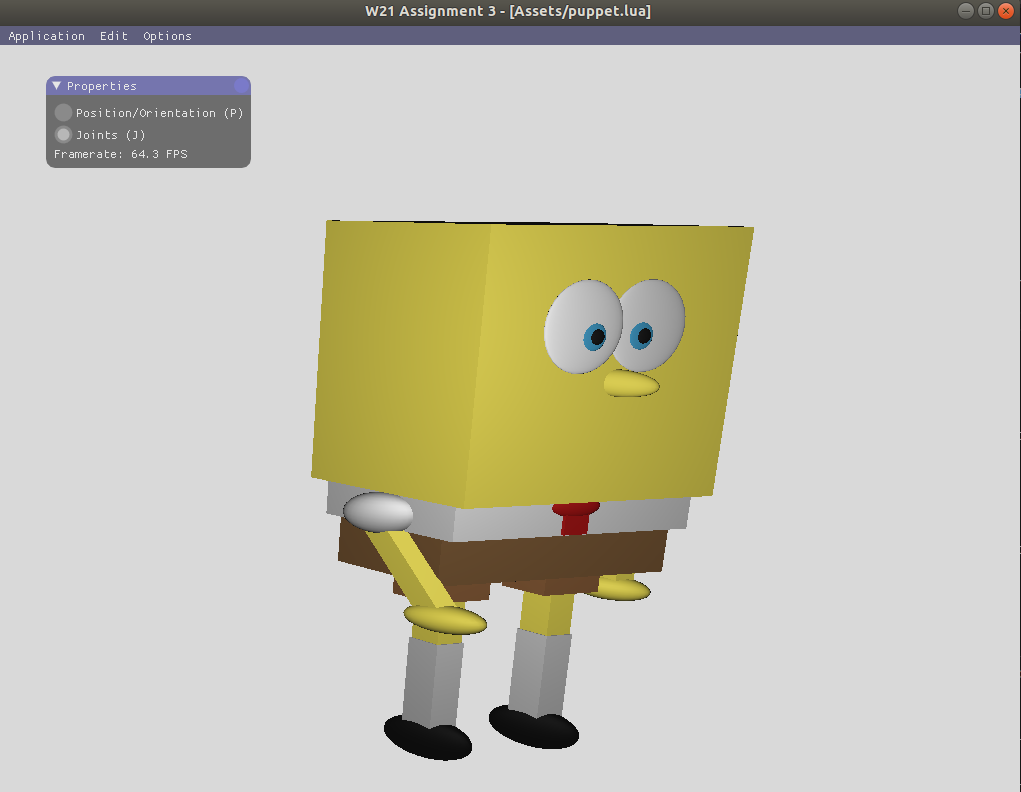 W21 Assignment 3 - [Assets/puppet.lua]
Application Edit Options
Properties
Position/Orientation (P)
Joints (J)
Framerate: 64.3 FPS